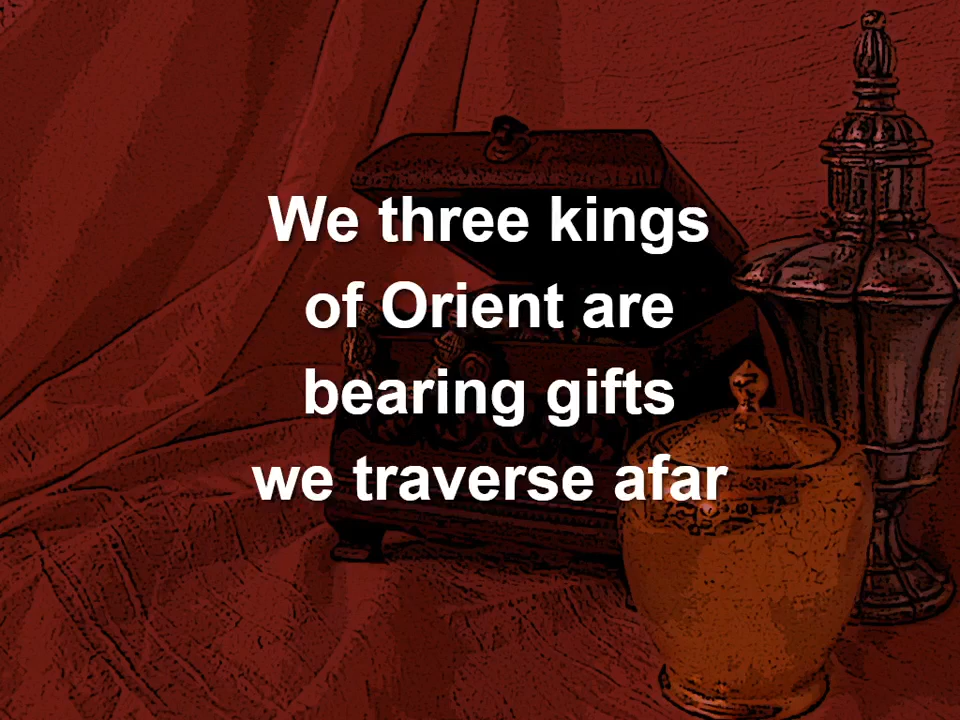 We three kings
of Orient are
bearing gifts
we traverse afar